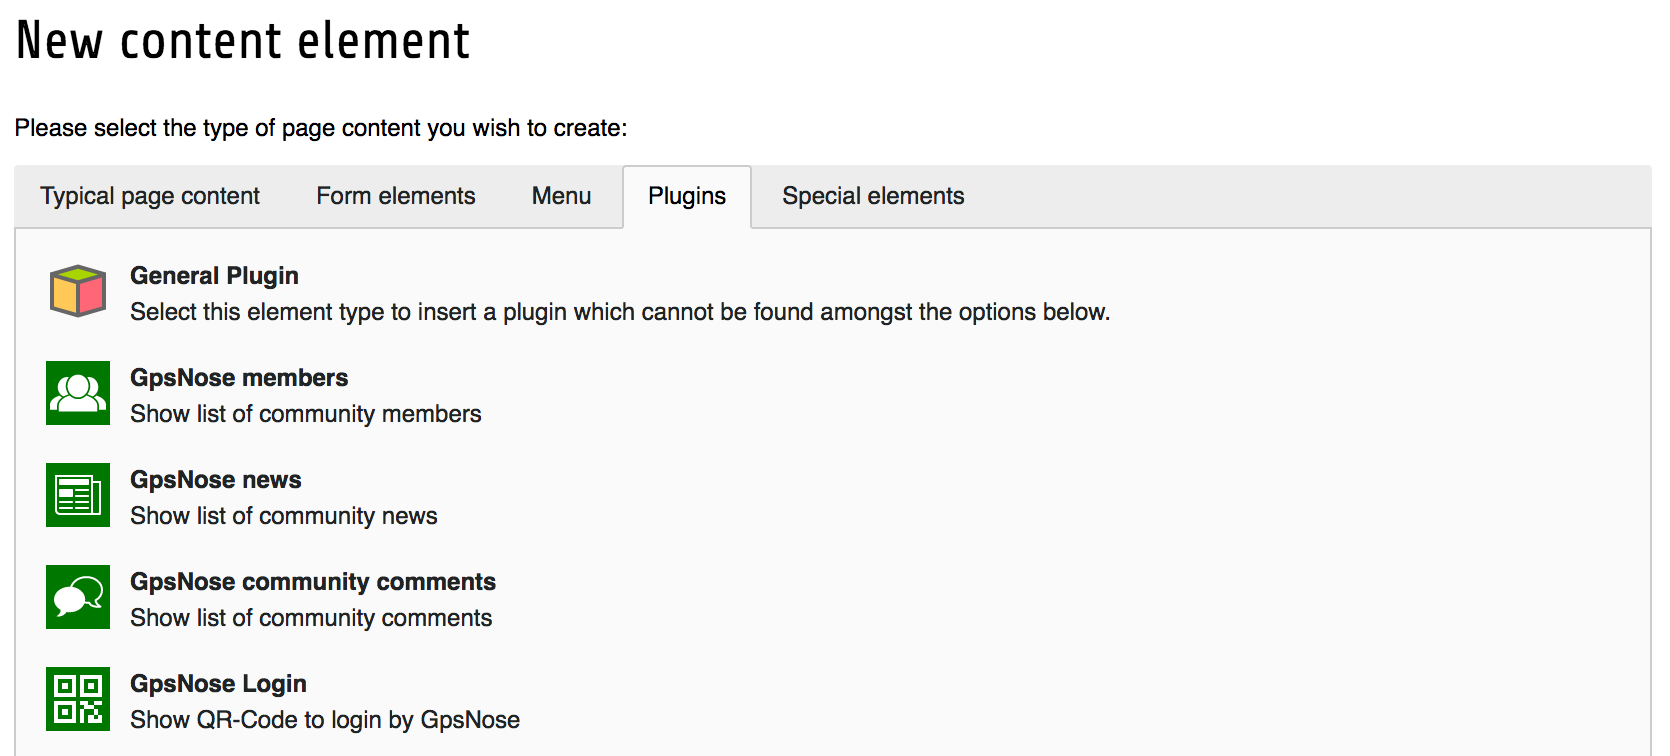 New content element
Please select the type of page content you wish to create:
Typical page content Form elements Menu Plugins Special elements
General Plugin
Select this element type to insert a plugin which cannot be found amongst the options below.
GpsNose members
Show list of community members
GpsNose news
Show list of community news
GpsNose community comments
Show list of community comments
GpsNose Login
Show QR-Code to login by GpsNose